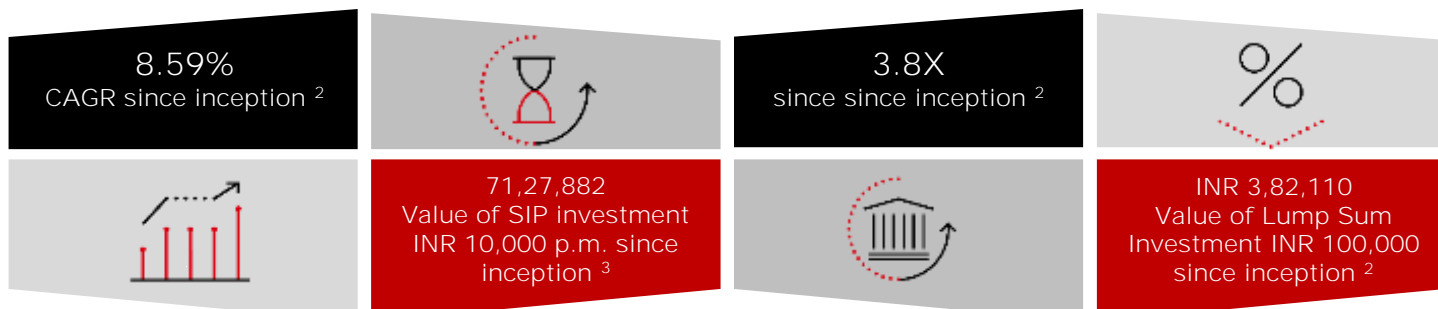 8.59%
CAGR since inception ²
3.8X
since since inception ²
71,27,882
Value of SIP investment
INR 10,000 p.m. since
inception ³
INR 3,82,110
Value of Lump Sum
Investment INR 100,000
since inception ²